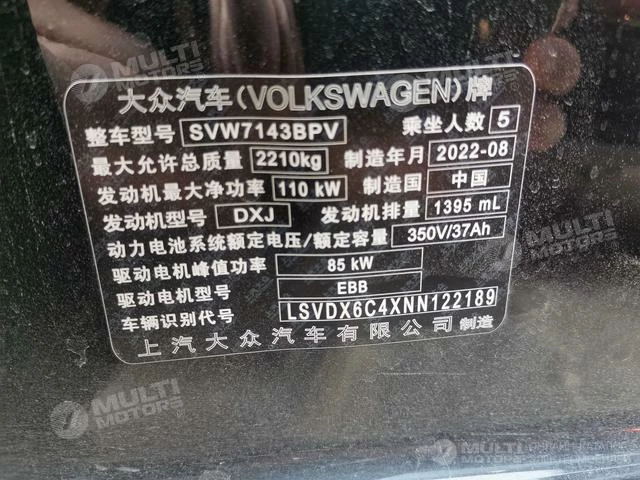 大众汽车(VOLKSWAGEN)牌
整车型号 SVW7143BPV 乘坐人数 5
最大允许总质量 2210kg 制造年月 2022-08
发动机最大净功率 110 kW 制造国 中国
发动机型号 DXJ 发动机排量 1395 mL
动力电池系统额定电压/额定容量 350V/37Ah
驱动电机峰值功率 85 kW
驱动电机型号 EBB
车辆识别代号 LSVDX6C4XNN122189
上汽大众汽车有限公司 制造
MULTI MOTORS
MULTI MOTORS
MULTI MOTORS
MULTI MOTORS